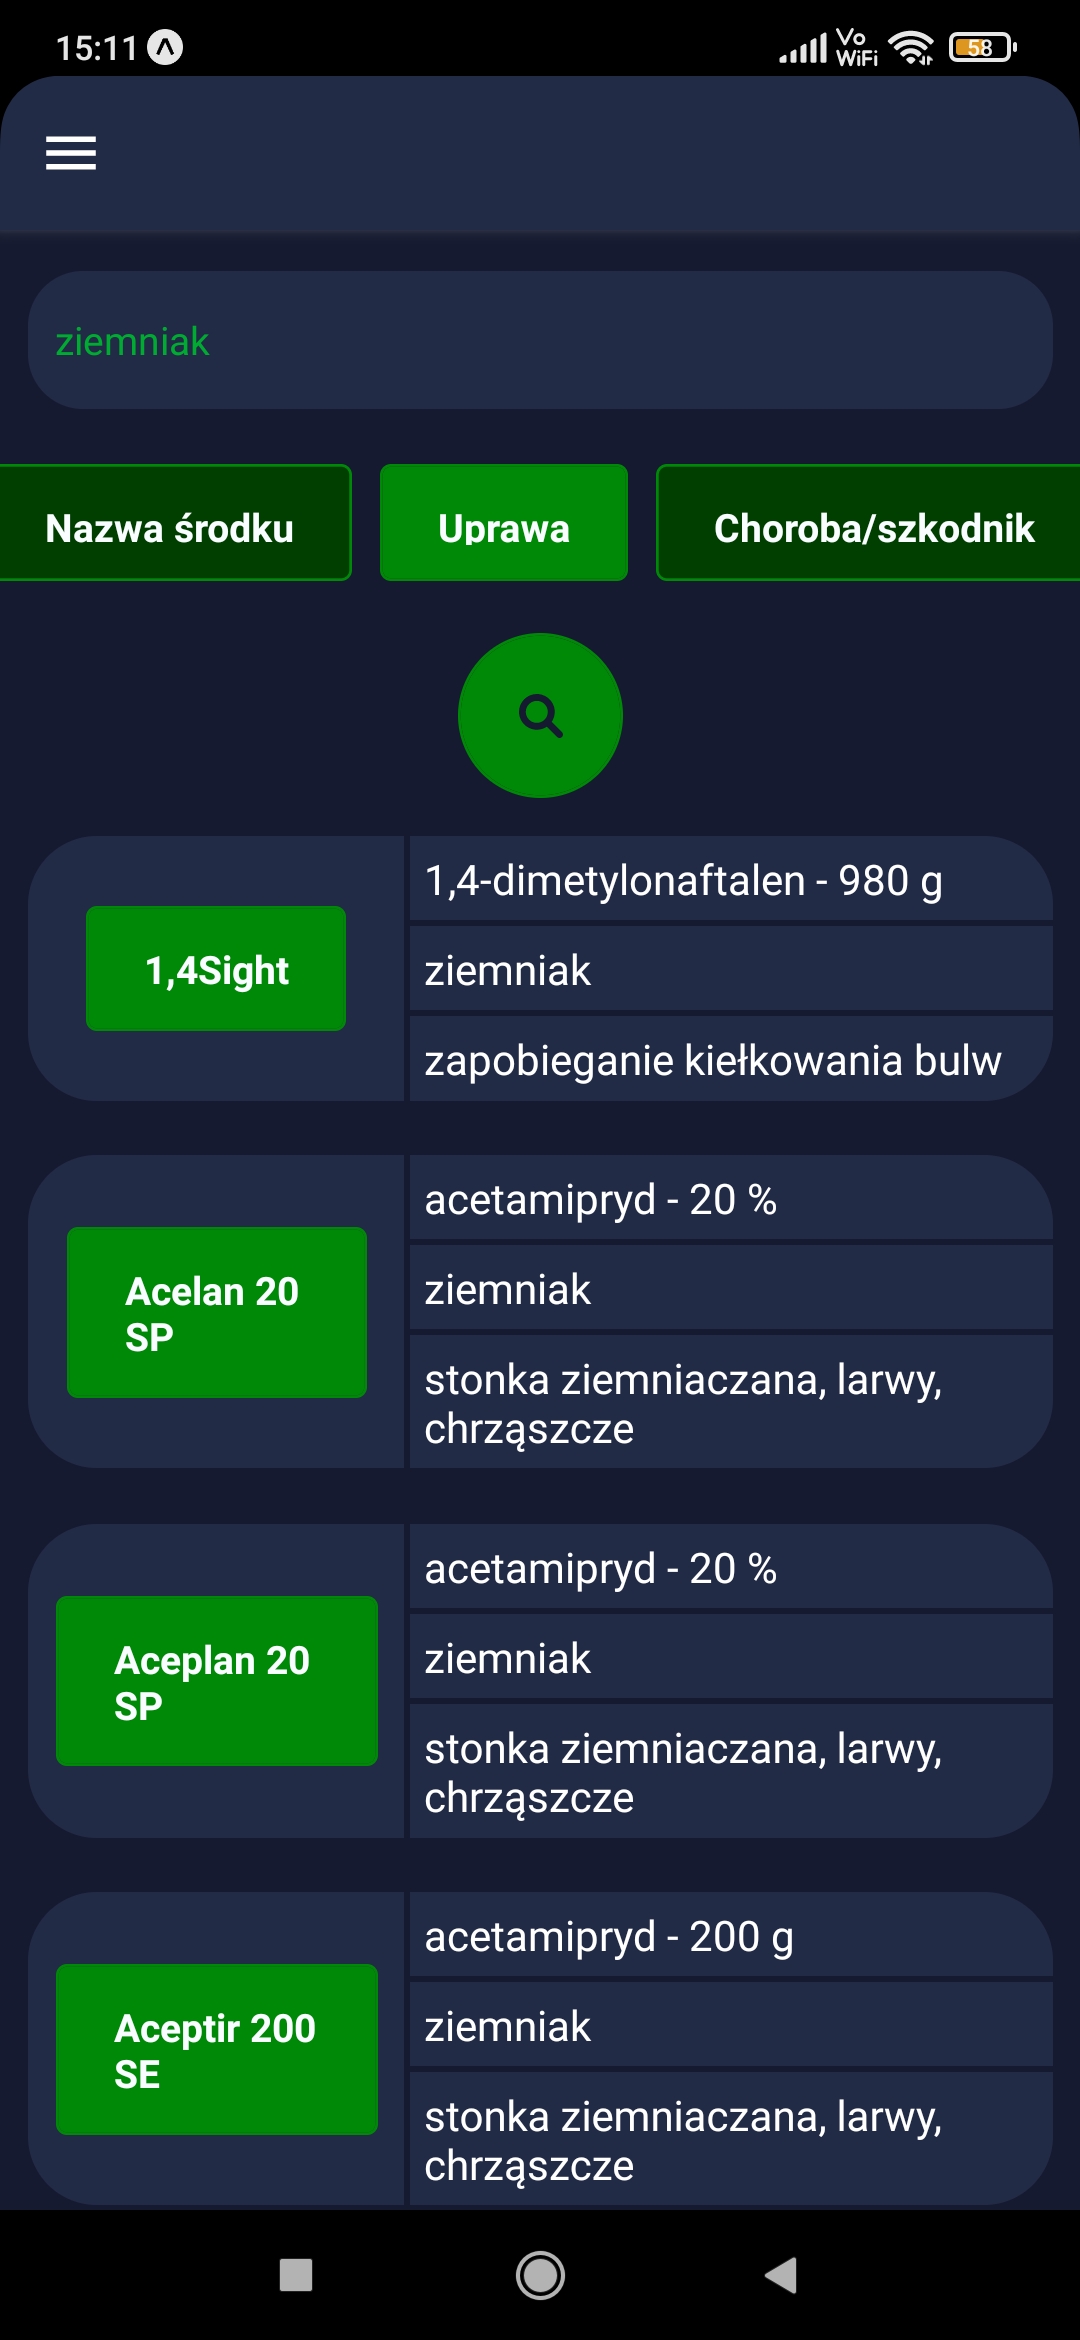 15:11
Vo
WiFi
58
ziemniak
Nazwa środku
Uprawa
Choroba/szkodnik
1,4Sight
1,4-dimetylonaftalen - 980 g
ziemniak
zapobieganie kiełkowania bulw
Acelan 20
SP
acetamipryd - 20 %
ziemniak
stonka ziemniaczana, larwy,
chrząszcze
Aceplan 20
SP
acetamipryd - 20 %
ziemniak
stonka ziemniaczana, larwy,
chrząszcze
Aceptir 200
SE
acetamipryd - 200 g
ziemniak
stonka ziemniaczana, larwy,
chrząszcze